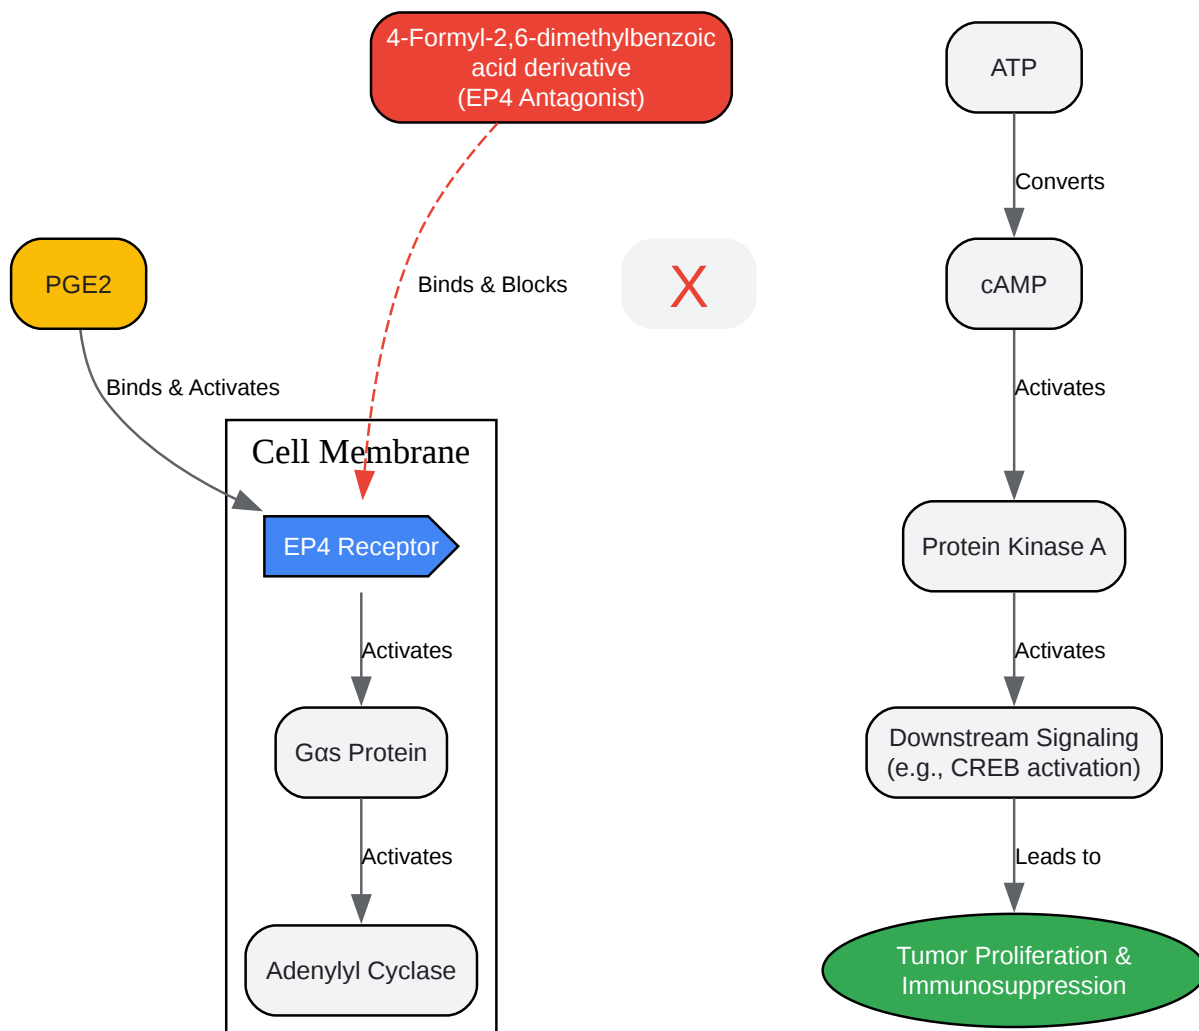 4-Formyl-2,6-dimethylbenzoic
acid derivative
(EP4 Antagonist)
ATP
Converts
PGE2
Binds & Blocks
X
cAMP
Binds & Activates
Activates
Cell Membrane
EP4 Receptor
Protein Kinase A
Activates
Activates
Gαs Protein
Downstream Signaling
(e.g., CREB activation)
Activates
Leads to
Adenylyl Cyclase
Tumor Proliferation &
Immunosuppression